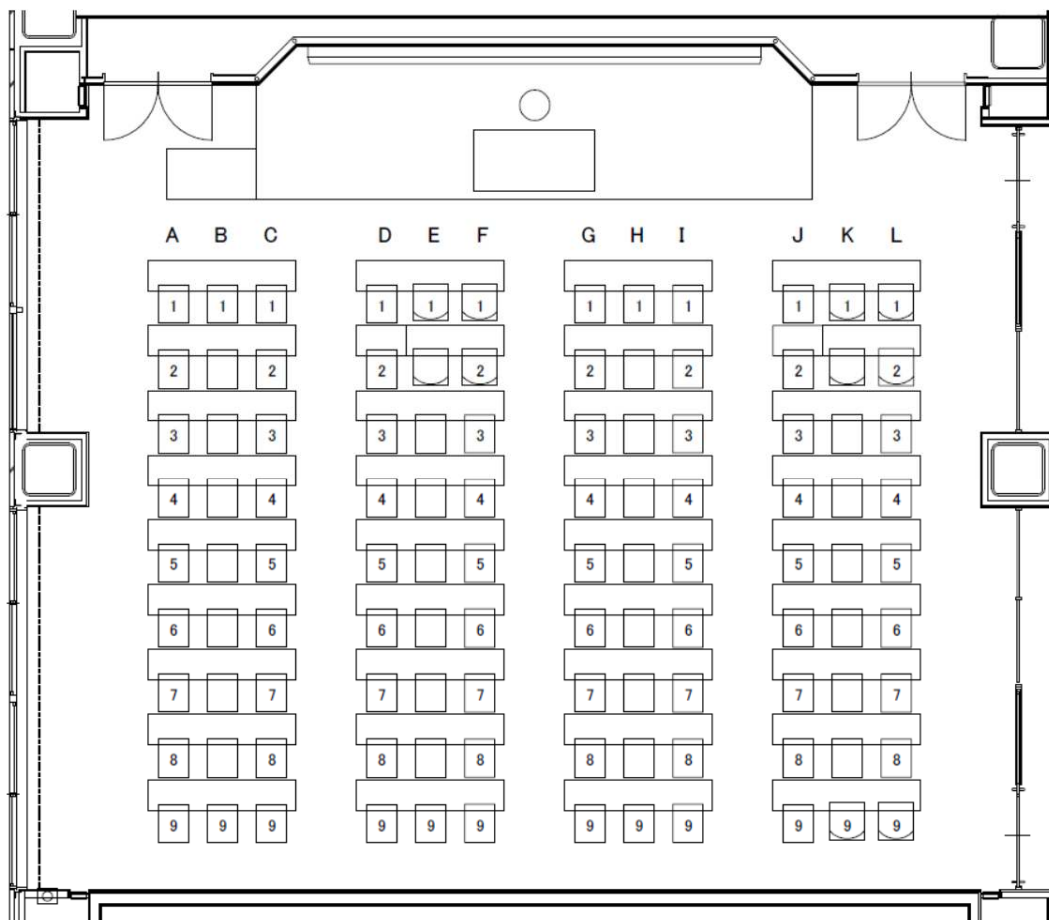 A B C D E F G H I J K L
1 1 1 1 1 1 1 1 1 1 1 1
2 2 2 2 2 2 2 2
3 3 3 3 3 3 3 3
4 4 4 4 4 4 4 4
5 5 5 5 5 5 5 5
6 6 6 6 6 6 6 6
7 7 7 7 7 7 7 7
8 8 8 8 8 8 8 8
9 9 9 9 9 9 9 9 9 9 9 9